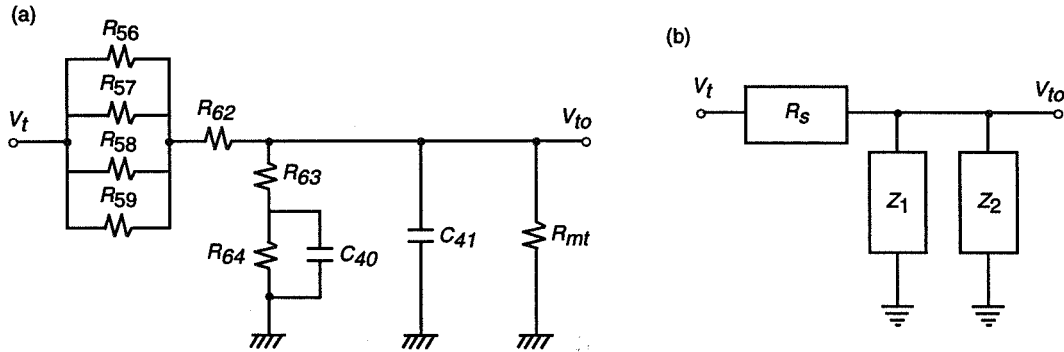 (a)
R56
R57
R58
R59
Vt
R62
Vto
R63
R64
C40
C41
Rmt
(b)
Vt
Rs
Vto
Z1
Z2